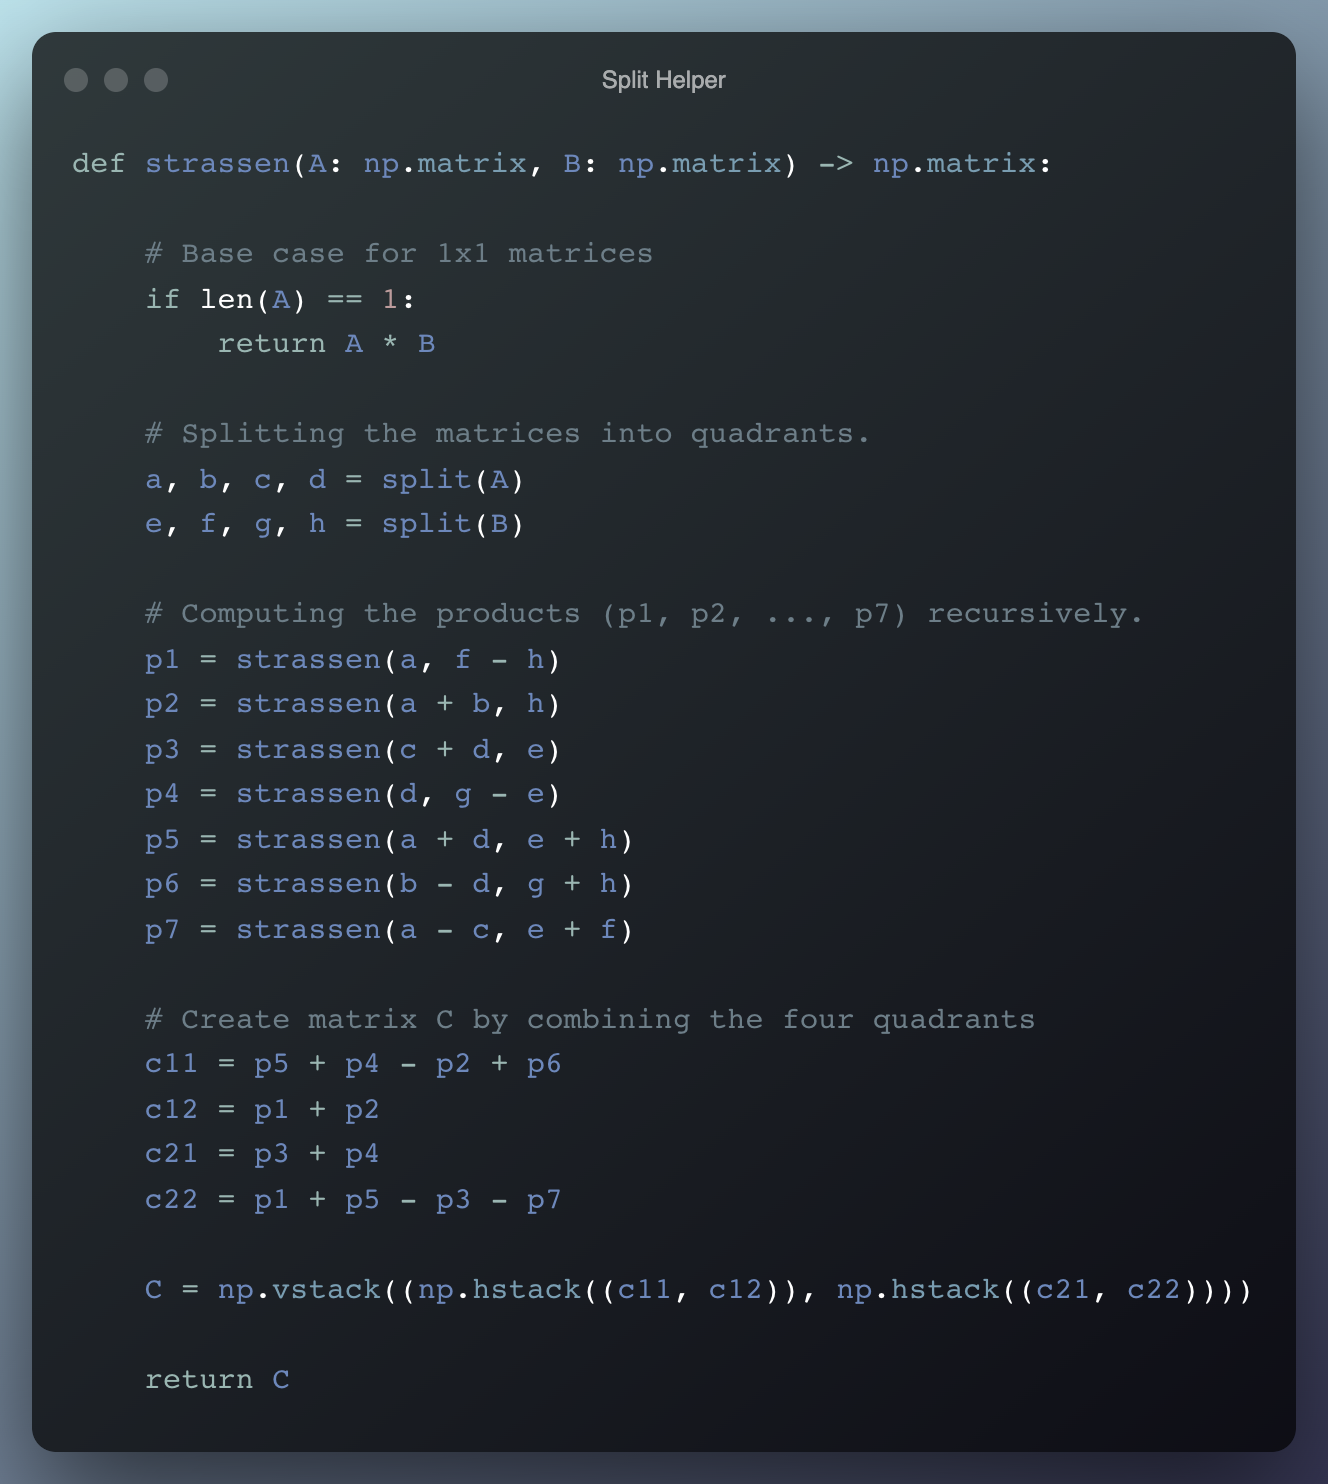 Split Helper
def strassen(A: np.matrix, B: np.matrix) -> np.matrix:
# Base case for 1x1 matrices
if len(A) == 1:
return A * B
# Splitting the matrices into quadrants.
a, b, c, d = split(A)
e, f, g, h = split(B)
# Computing the products (p1, p2, ..., p7) recursively.
p1 = strassen(a, f - h)
p2 = strassen(a + b, h)
p3 = strassen(c + d, e)
p4 = strassen(d, g - e)
p5 = strassen(a + d, e + h)
p6 = strassen(b - d, g + h)
p7 = strassen(a - c, e + f)
# Create matrix C by combining the four quadrants
c11 = p5 + p4 - p2 + p6
c12 = p1 + p2
c21 = p3 + p4
c22 = p1 + p5 - p3 - p7
C = np.vstack((np.hstack((c11, c12)), np.hstack((c21, c22))))
return C